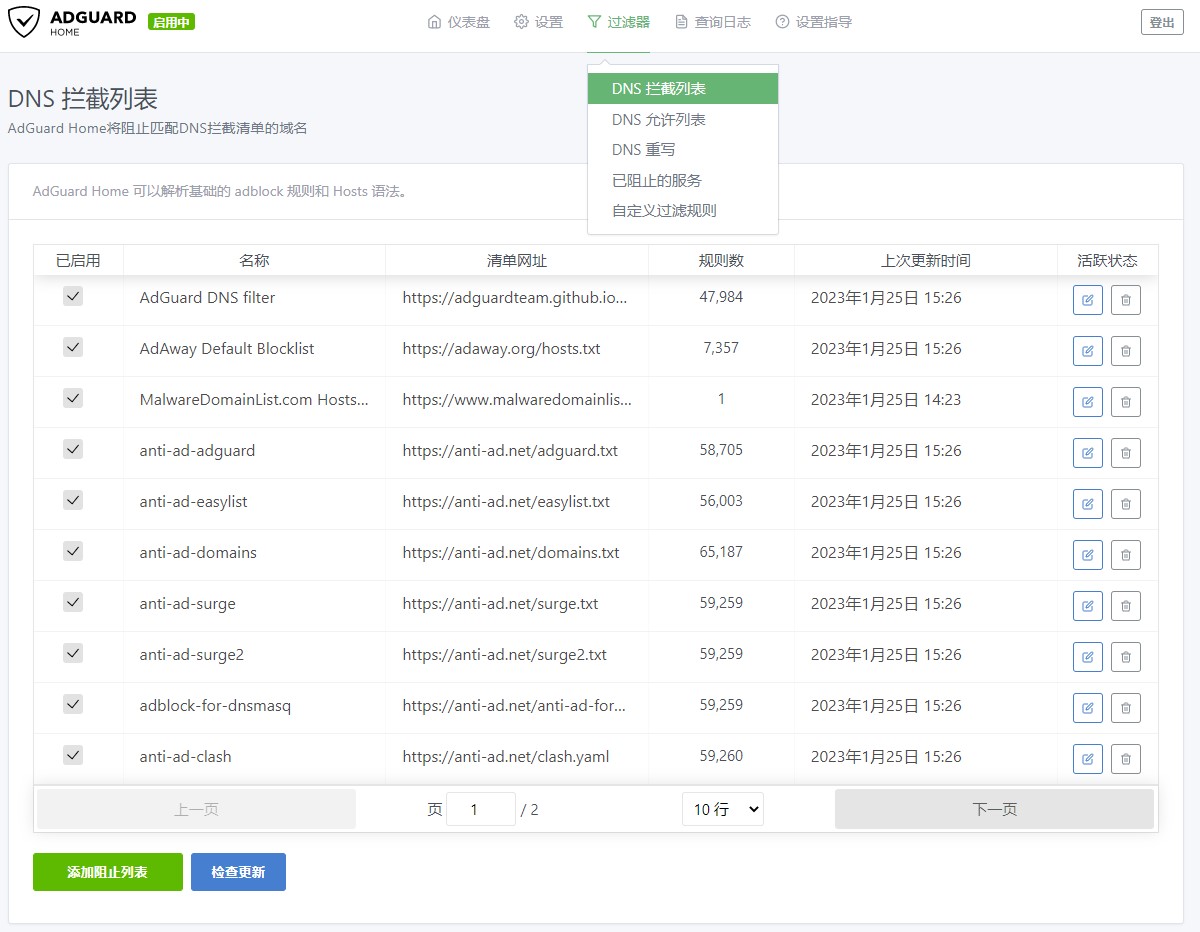 ADGUARD
HOME
启用中
仪表盘 设置 过滤器 查询日志 设置指导
登出
DNS 拦截列表
DNS 允许列表
DNS 重写
已阻止的服务
自定义过滤规则
DNS 拦截列表
AdGuard Home将阻止匹配DNS拦截清单的域名
AdGuard Home 可以解析基础的 adblock 规则和 Hosts 语法。
已启用 名称 清单网址 规则数 上次更新时间 活跃状态
AdGuard DNS filter https://adguardteam.github.io... 47,984 2023年1月25日 15:26
AdAway Default Blocklist https://adaway.org/hosts.txt 7,357 2023年1月25日 15:26
MalwareDomainList.com Hosts... https://www.malwaredomainlis... 1 2023年1月25日 14:23
anti-ad-adguard https://anti-ad.net/adguard.txt 58,705 2023年1月25日 15:26
anti-ad-easylist https://anti-ad.net/easylist.txt 56,003 2023年1月25日 15:26
anti-ad-domains https://anti-ad.net/domains.txt 65,187 2023年1月25日 15:26
anti-ad-surge https://anti-ad.net/surge.txt 59,259 2023年1月25日 15:26
anti-ad-surge2 https://anti-ad.net/surge2.txt 59,259 2023年1月25日 15:26
adblock-for-dnsmasq https://anti-ad.net/anti-ad-for... 59,259 2023年1月25日 15:26
anti-ad-clash https://anti-ad.net/clash.yaml 59,260 2023年1月25日 15:26
上一页 页 1 / 2 10 行 下一页
添加阻止列表 检查更新